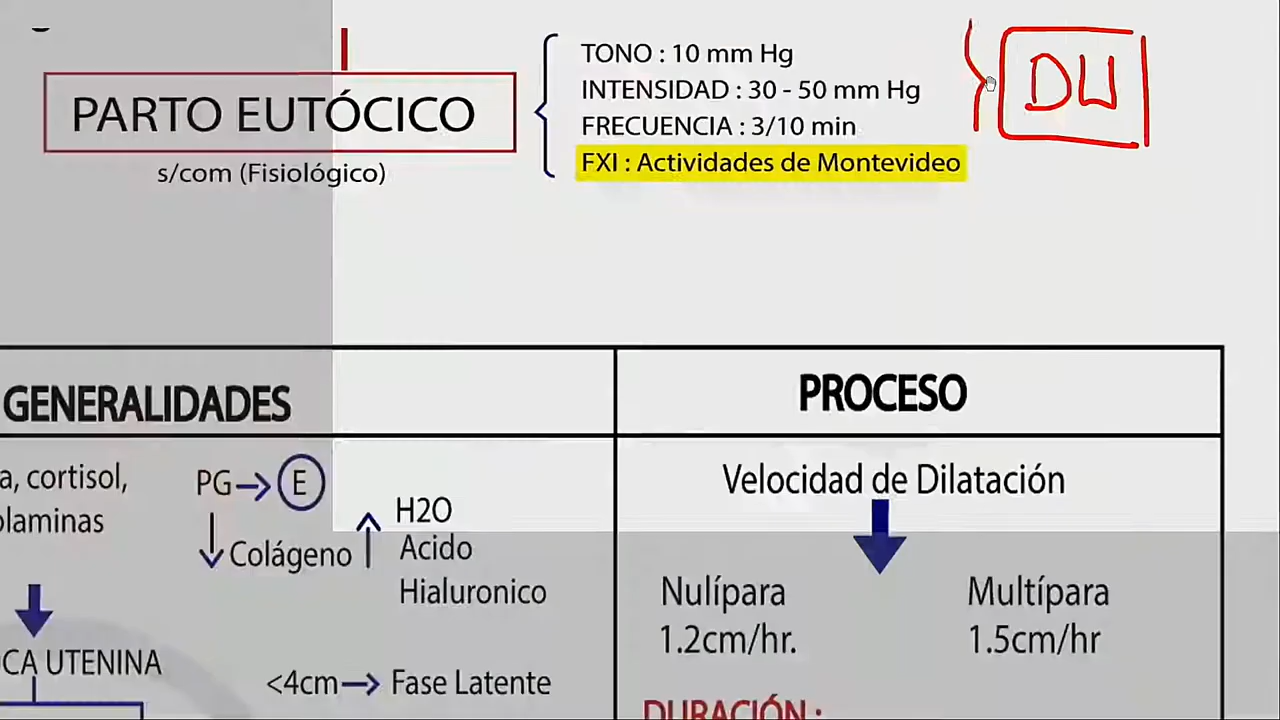 PARTO EUTÓCICO
s/com (Fisiológico)
TONO : 10 mm Hg
INTENSIDAD : 30 - 50 mm Hg
FRECUENCIA : 3/10 min
FXI : Actividades de Montevideo
DU
GENERALIDADES
a, cortisol,
olaminas
PG E
Colágeno
H2O
Acido
Hialuronico
CA UTENINA
<4cm Fase Latente
PROCESO
Velocidad de Dilatación
Nulípara
1.2cm/hr.
Multípara
1.5cm/hr
DURACIÓN :